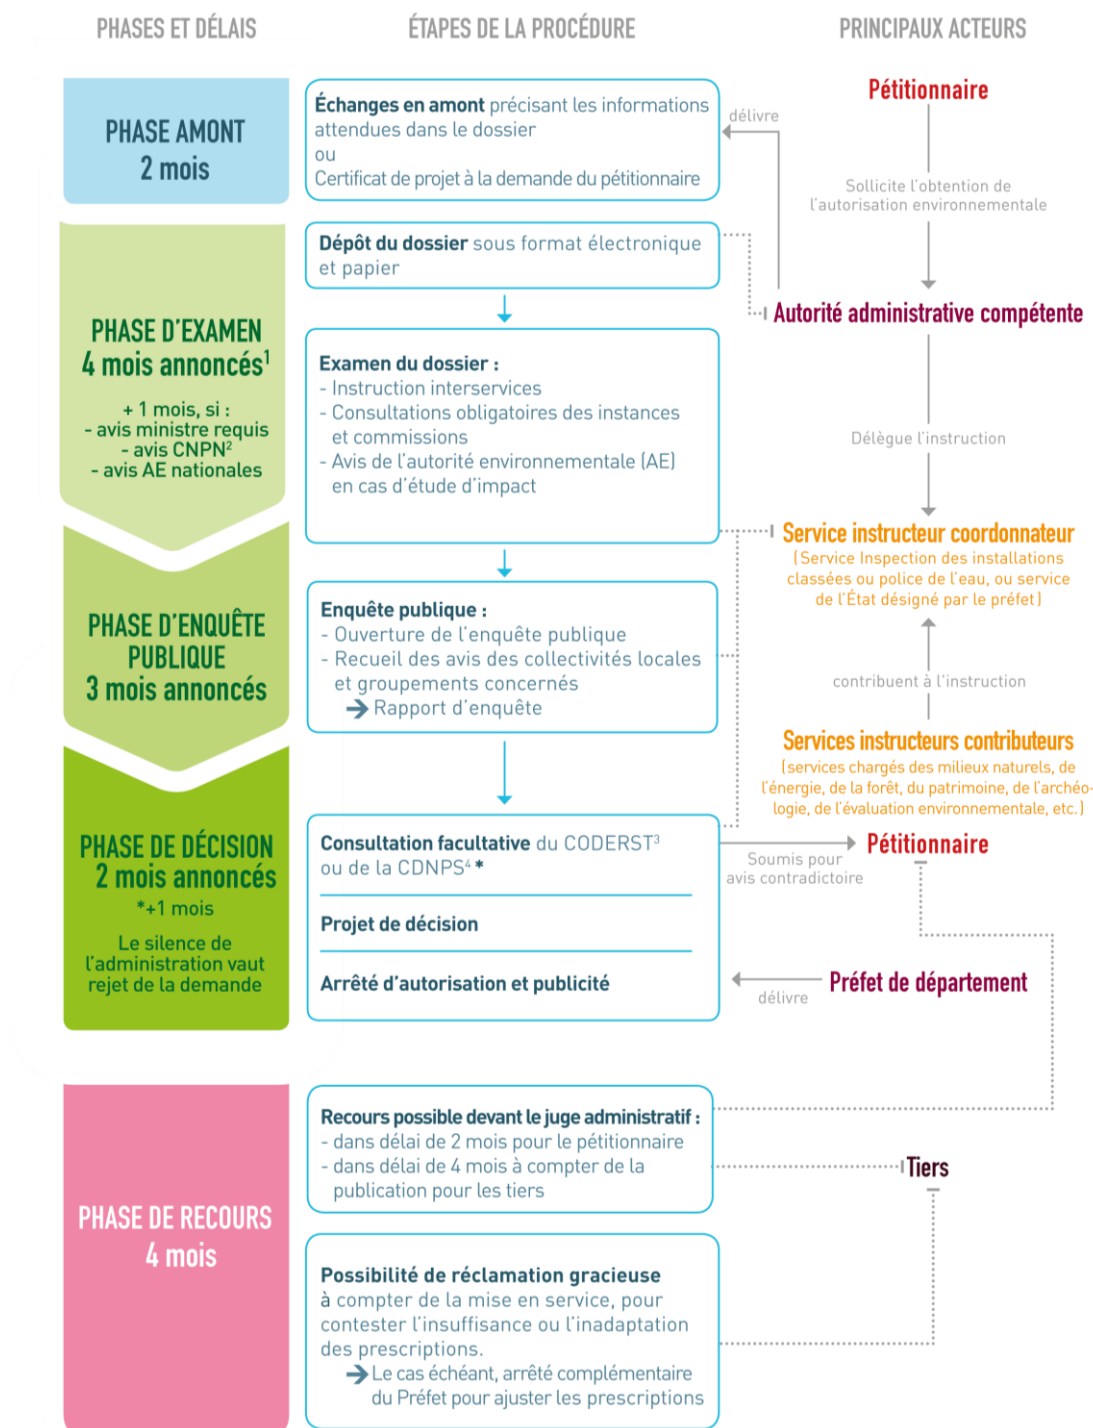 PHASES ET DÉLAIS
ÉTAPES DE LA PROCÉDURE
PRINCIPAUX ACTEURS
PHASE AMONT
2 mois
Échanges en amont précisant les informations
attendues dans le dossier
ou
Certificat de projet à la demande du pétitionnaire
délivre
Pétitionnaire
Sollicite l'obtention de
l'autorisation environnementale
PHASE D'EXAMEN
4 mois annoncés¹
+ 1 mois, si :
- avis ministre requis
- avis CNPN²
- avis AE nationales
Dépôt du dossier sous format électronique
et papier
Autorité administrative compétente
Examen du dossier :
- Instruction interservices
- Consultations obligatoires des instances
et commissions
- Avis de l'autorité environnementale (AE)
en cas d'étude d'impact
Délègue l'instruction
Service instructeur coordonnateur
(Service Inspection des installations
classées ou police de l'eau, ou service
de l'État désigné par le préfet)
PHASE D'ENQUÊTE
PUBLIQUE
3 mois annoncés
Enquête publique :
- Ouverture de l'enquête publique
- Recueil des avis des collectivités locales
et groupements concernés
➔ Rapport d'enquête
contribuent à l'instruction
Services instructeurs contributeurs
(services chargés des milieux naturels, de
l'énergie, de la forêt, du patrimoine, de l'archéo-
logie, de l'évaluation environnementale, etc.)
PHASE DE DÉCISION
2 mois annoncés
*+1 mois
Le silence de
l'administration vaut
rejet de la demande
Consultation facultative du CODERST³
ou de la CDNPS⁴ *
Projet de décision
Arrêté d'autorisation et publicité
Soumis pour
avis contradictoire
Pétitionnaire
délivre
Préfet de département
PHASE DE RECOURS
4 mois
Recours possible devant le juge administratif :
- dans délai de 2 mois pour le pétitionnaire
- dans délai de 4 mois à compter de la
publication pour les tiers
Tiers
Possibilité de réclamation gracieuse
à compter de la mise en service, pour
contester l'insuffisance ou l'inadaptation
des prescriptions.
➔ Le cas échéant, arrêté complémentaire
du Préfet pour ajuster les prescriptions